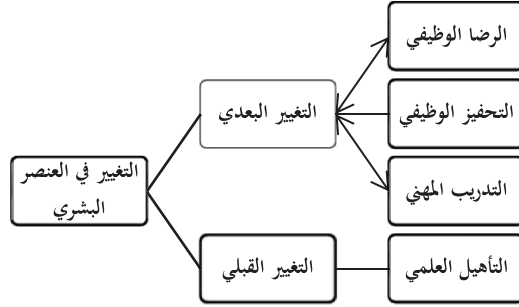 الرضا الوظيفي
التغيير البعدي
التحفيز الوظيفي
التغيير في العنصر
البشري
التدريب المهني
التغيير القبلي
التأهيل العلمي